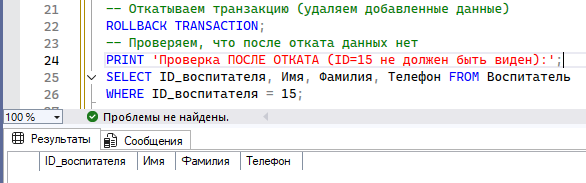 21 -- Откатываем транзакцию (удаляем добавленные данные)
22 ROLLBACK TRANSACTION;
23 -- Проверяем, что после отката данных нет
24 PRINT 'Проверка ПОСЛЕ ОТКАТА (ID=15 не должен быть виден):';
25 SELECT ID_воспитателя, Имя, Фамилия, Телефон FROM Воспитатель
26 WHERE ID_воспитателя = 15;
100 % Проблемы не найдены.
Результаты Сообщения
ID_воспитателя Имя Фамилия Телефон